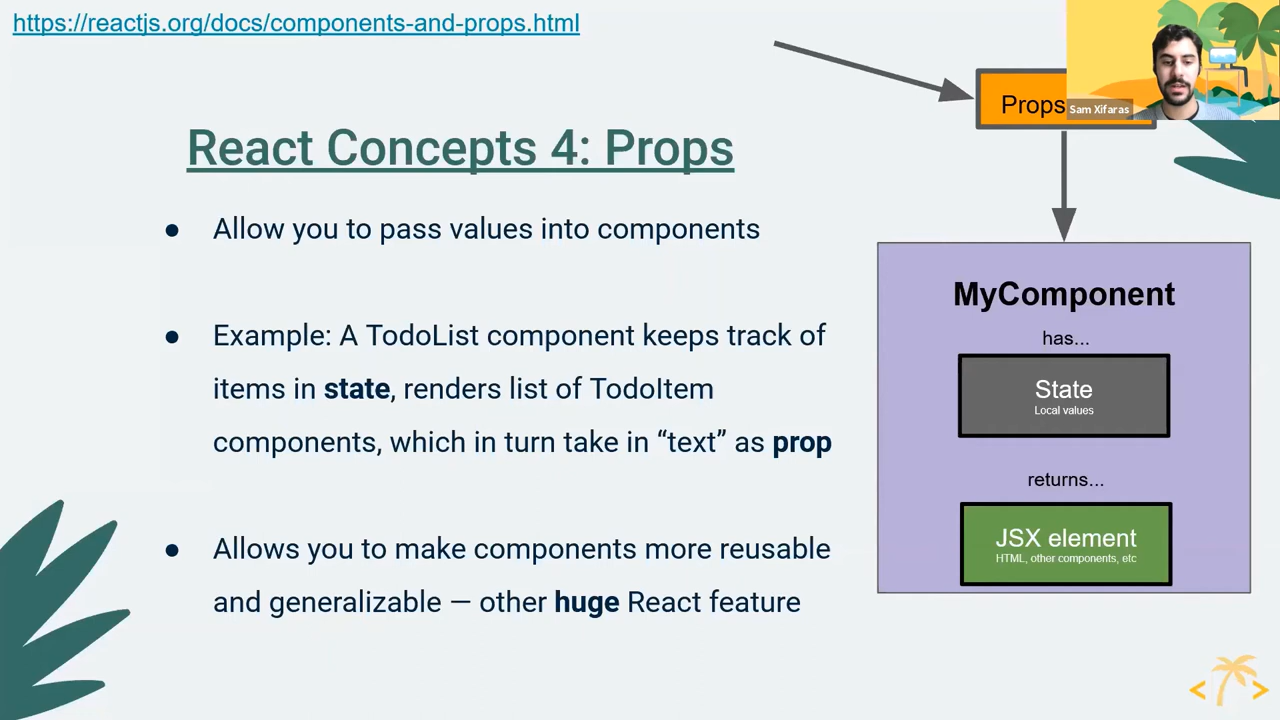 https://reactjs.org/docs/components-and-props.html
Props
Sam Xifaras
React Concepts 4: Props
● Allow you to pass values into components
● Example: A TodoList component keeps track of
items in state, renders list of TodoItem
components, which in turn take in “text” as prop
● Allows you to make components more reusable
and generalizable — other huge React feature
MyComponent
has...
State
Local values
returns...
JSX element
HTML, other components, etc
< >